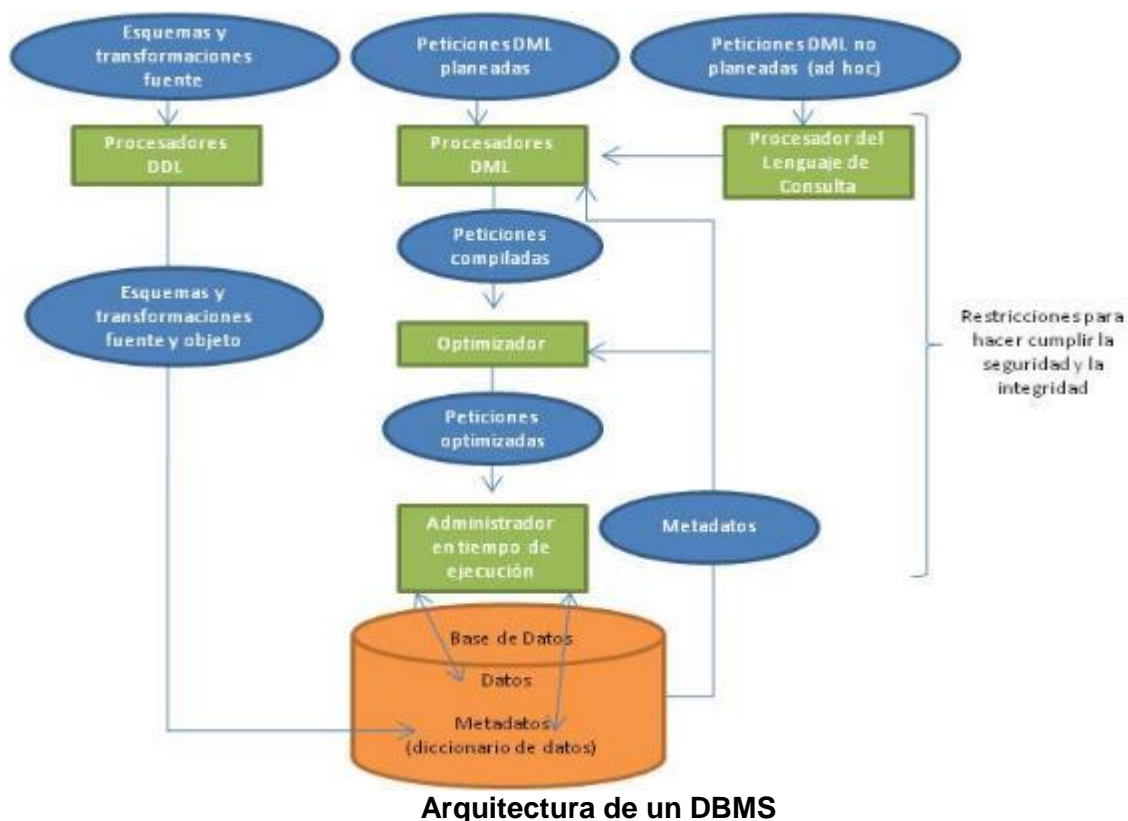 Esquemas y
transformaciones
fuente
Peticiones DML
planeadas
Peticiones DML no
planeadas (ad hoc)
Procesadores
DDL
Procesadores
DML
Procesador del
Lenguaje de
Consulta
Peticiones
compiladas
Esquemas y
transformaciones
fuente y objeto
Optimizador
Restricciones para
hacer cumplir la
seguridad y la
integridad
Peticiones
optimizadas
Administrador
en tiempo de
ejecución
Metadatos
Base de Datos
Datos
Metadatos
(diccionario de datos)
Arquitectura de un DBMS